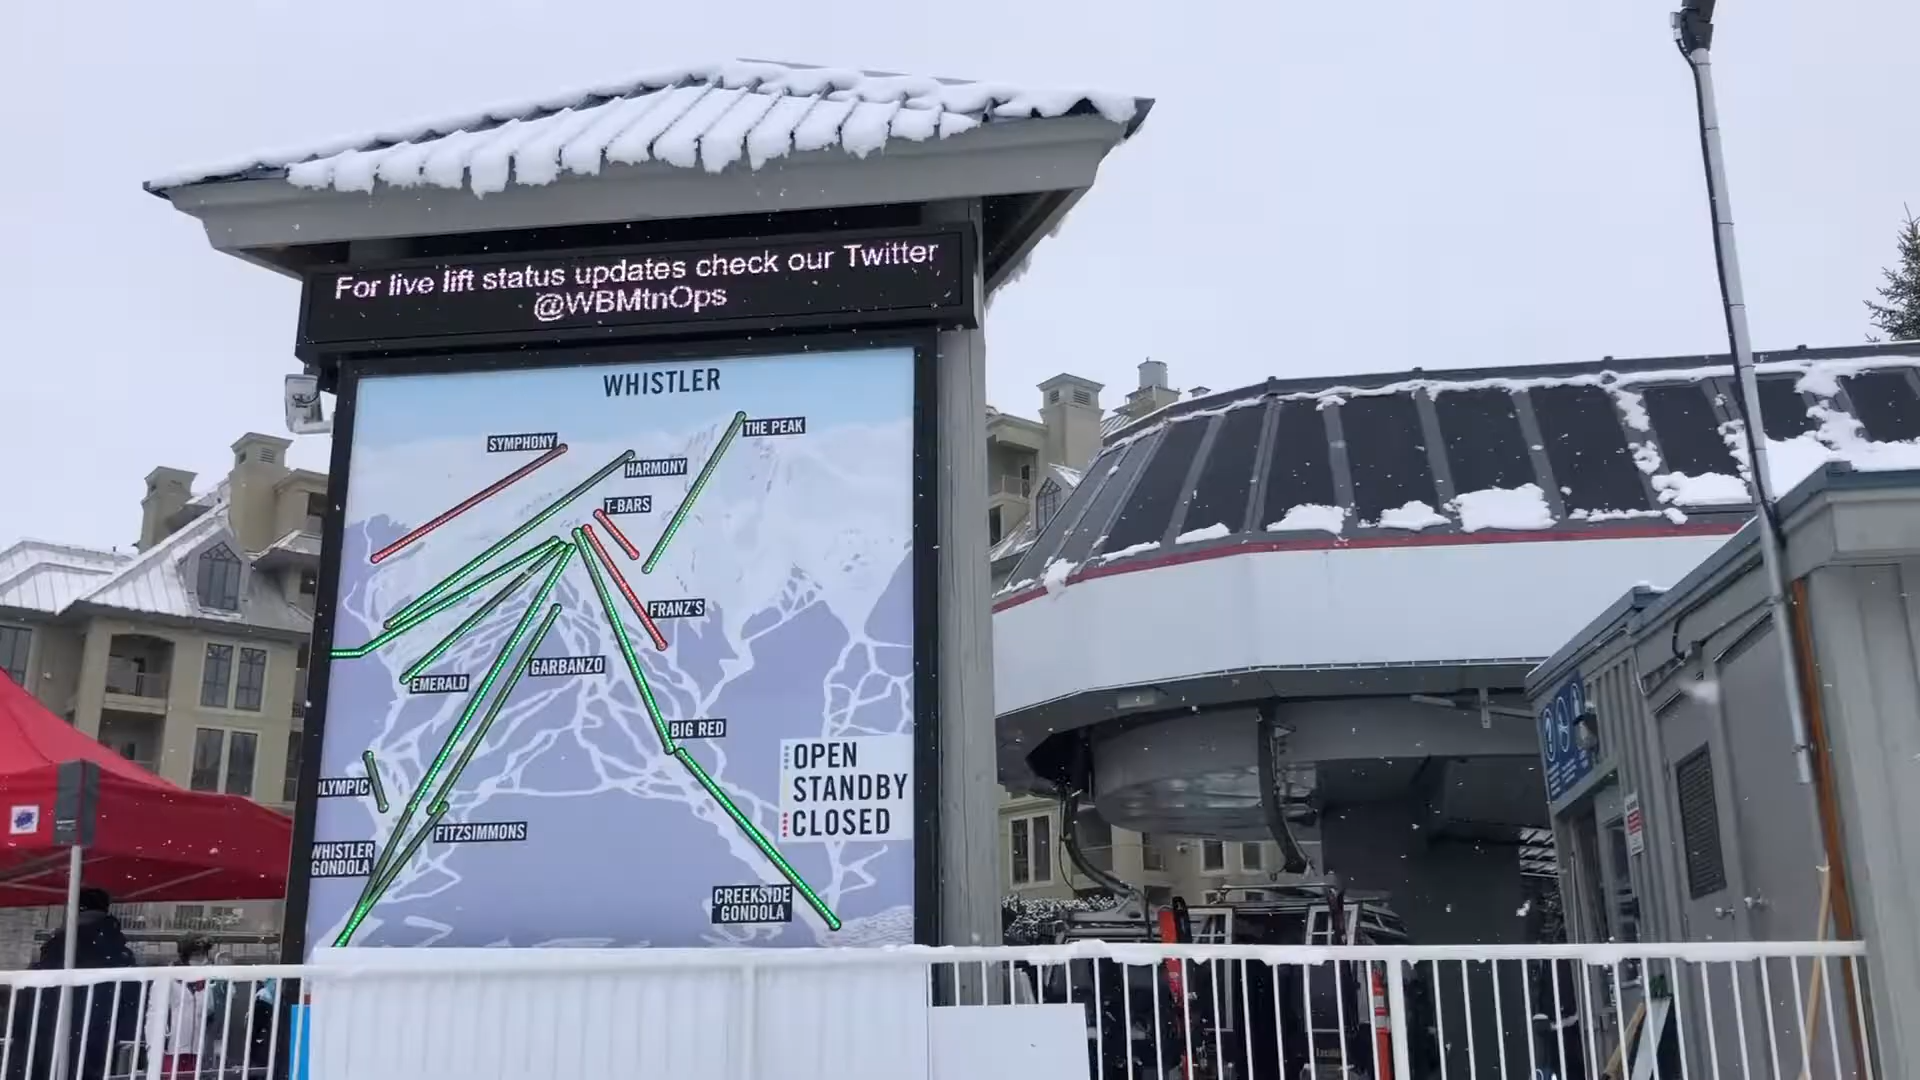 For live lift status updates check our Twitter
@WBMtnOps
WHISTLER
THE PEAK
SYMPHONY
HARMONY
T-BARS
FRANZ'S
GARBANZO
EMERALD
BIG RED
OPEN
STANDBY
CLOSED
LYMPIC
FITZSIMMONS
WHISTLER
GONDOLA
CREEKSIDE
GONDOLA